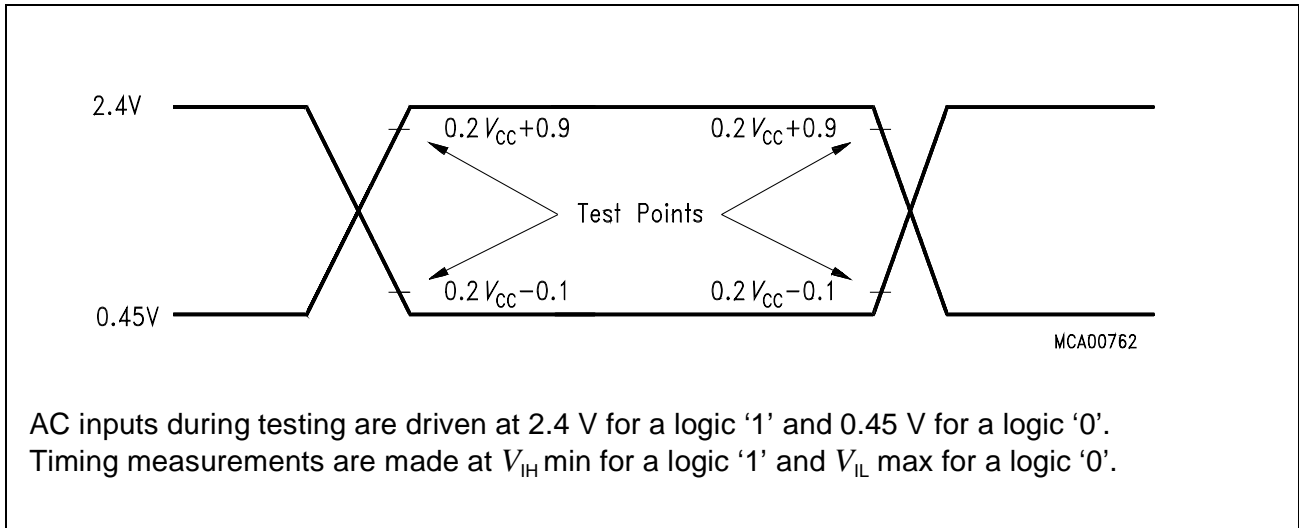 2.4V
0.2 VCC+0.9 0.2 VCC+0.9
Test Points
0.2 VCC−0.1 0.2 VCC−0.1
0.45V
MCA00762
AC inputs during testing are driven at 2.4 V for a logic ‘1’ and 0.45 V for a logic ‘0’.
Timing measurements are made at VIH min for a logic ‘1’ and VIL max for a logic ‘0’.